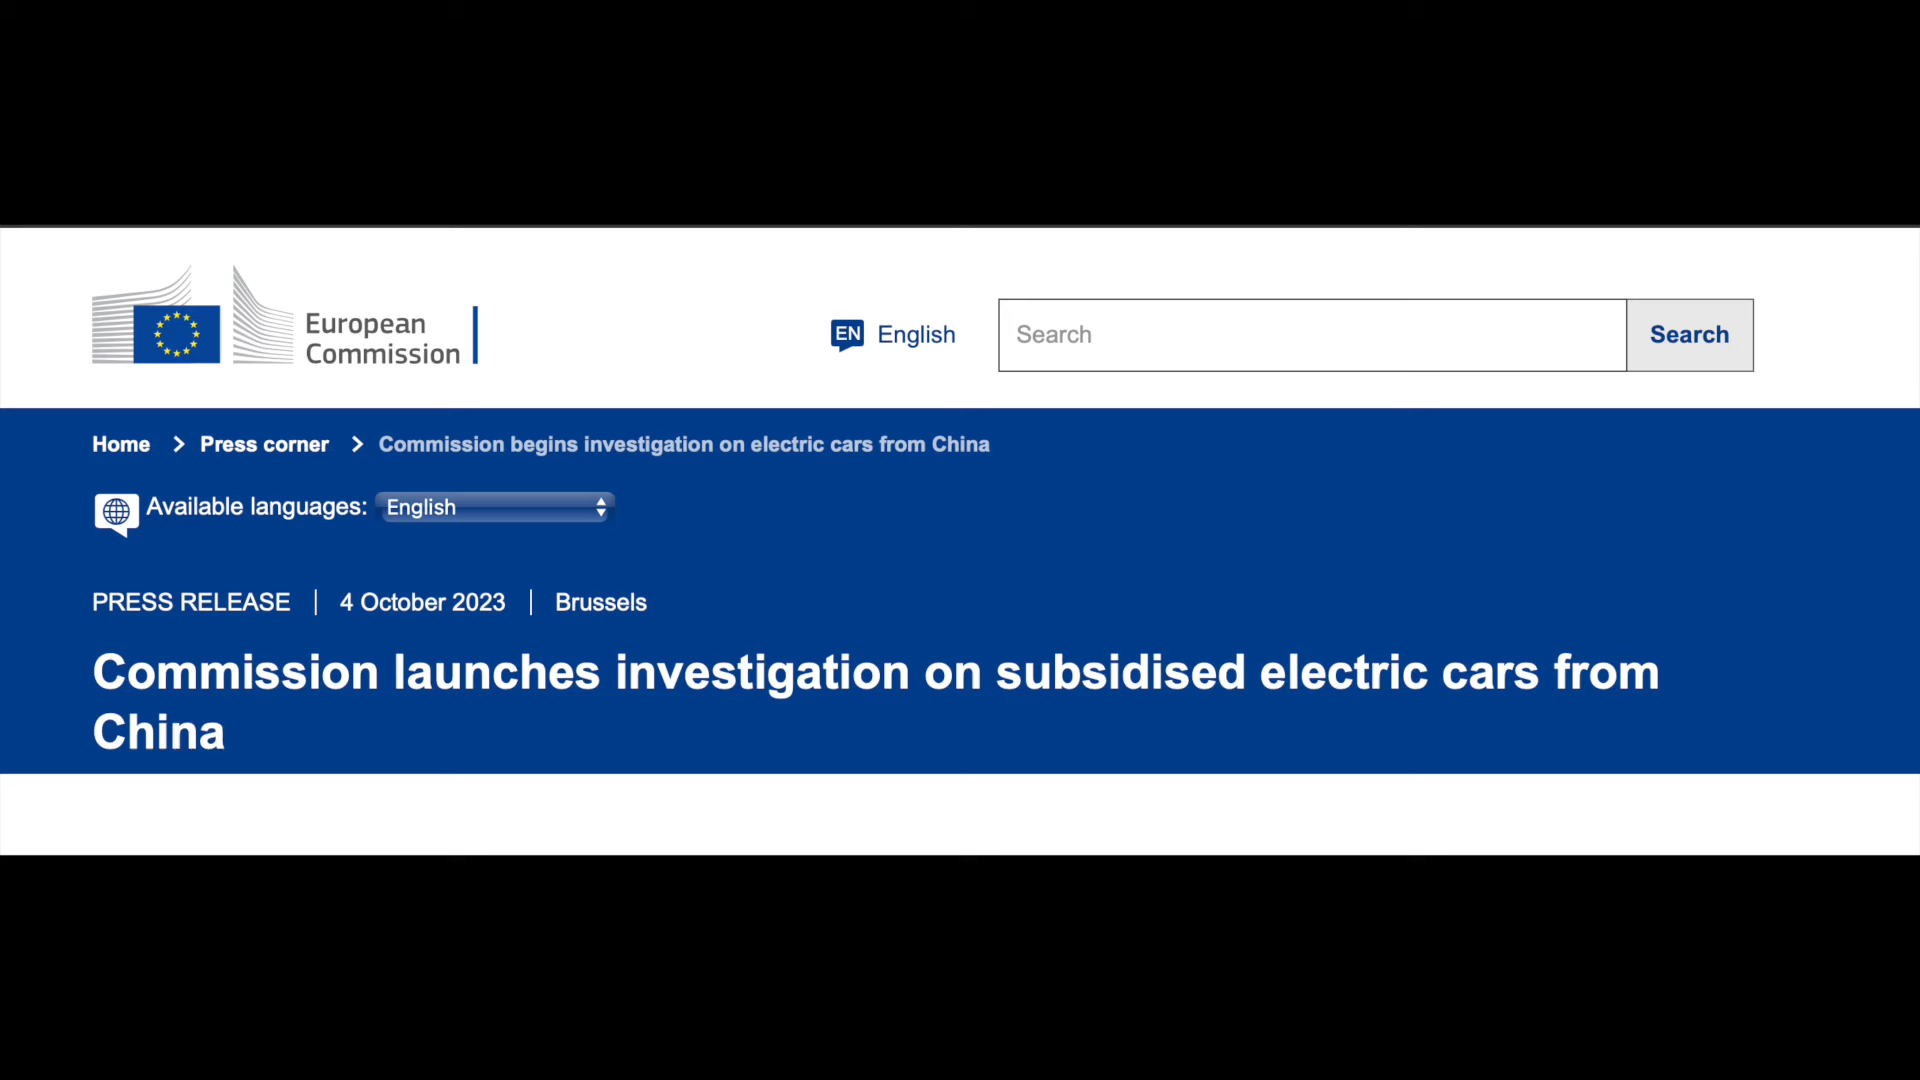 European
Commission
EN English
Search
Search
Home > Press corner > Commission begins investigation on electric cars from China
Available languages: English
PRESS RELEASE | 4 October 2023 | Brussels
Commission launches investigation on subsidised electric cars from
China